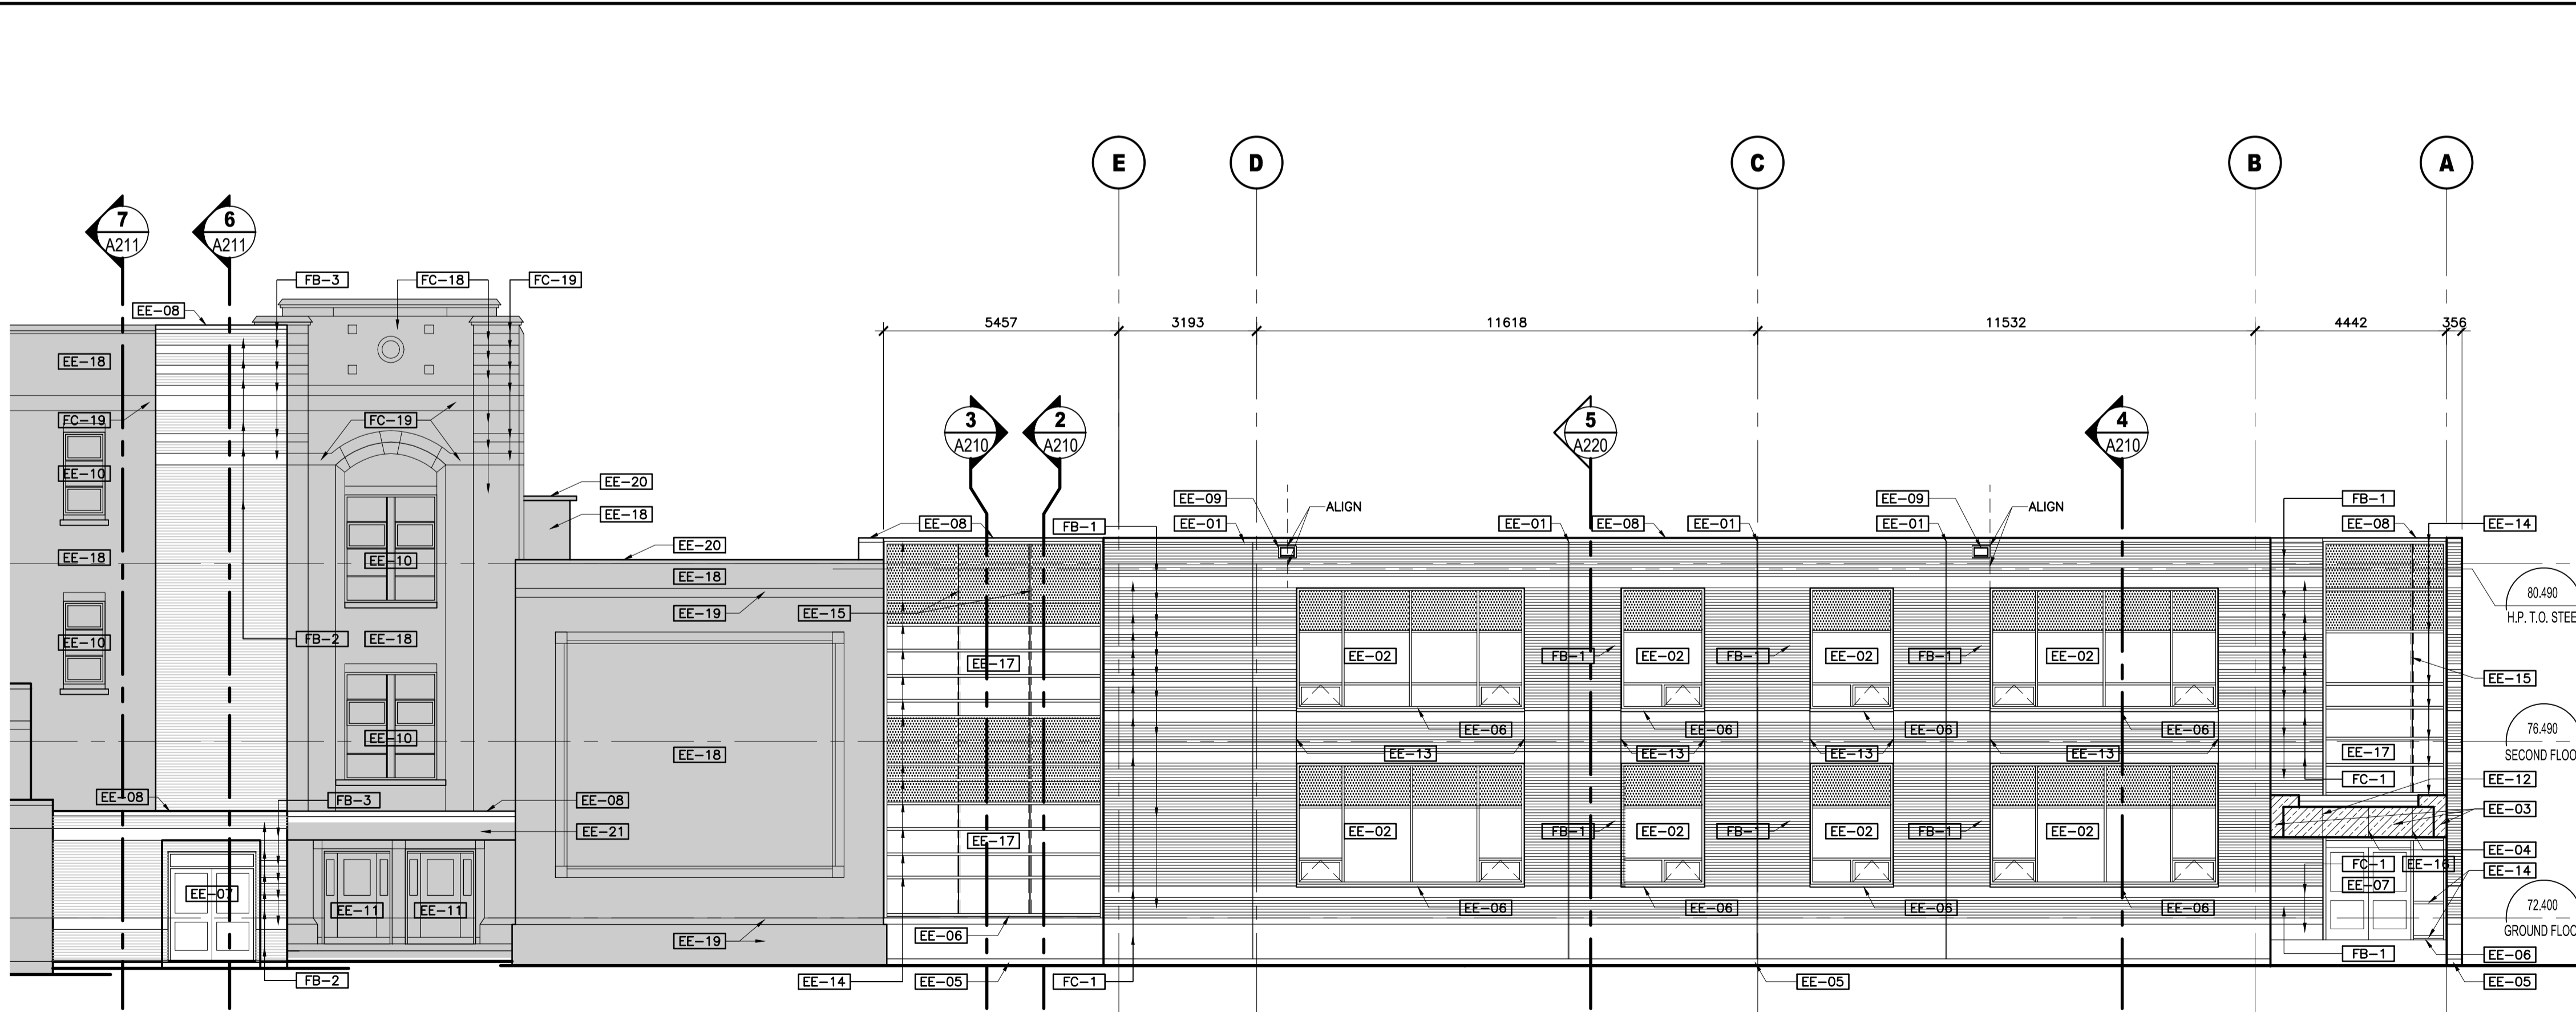 E
D
C
B
A
7
A211
6
A211
FB-3
FC-18
FC-19
EE-08
5457
3193
11618
11532
4442
356
EE-18
FC-19
FC-19
3
A210
2
A210
5
A220
4
A210
EE-10
EE-20
EE-18
EE-09
ALIGN
EE-09
ALIGN
FB-1
EE-08
FB-1
EE-01
EE-01
EE-08
EE-01
EE-01
EE-08
EE-14
EE-20
EE-18
EE-10
EE-18
EE-19
EE-15
80.490
H.P. T.O. STEE
EE-10
FB-2
EE-18
EE-17
EE-02
FB-1
EE-02
FB-1
EE-02
FB-1
EE-02
EE-15
EE-06
EE-06
EE-06
EE-06
76.490
SECOND FLOO
EE-10
EE-18
EE-13
EE-13
EE-13
EE-13
EE-17
FC-1
EE-12
EE-08
FB-3
EE-08
EE-03
EE-21
EE-17
EE-02
FB-1
EE-02
FB-1
EE-02
FB-1
EE-02
EE-04
FC-1
EE-16
EE-14
EE-07
EE-07
EE-11
EE-11
EE-06
EE-06
EE-06
EE-06
72.400
GROUND FLOO
EE-19
EE-06
FB-1
EE-06
FB-2
EE-14
EE-05
FC-1
EE-05
EE-05